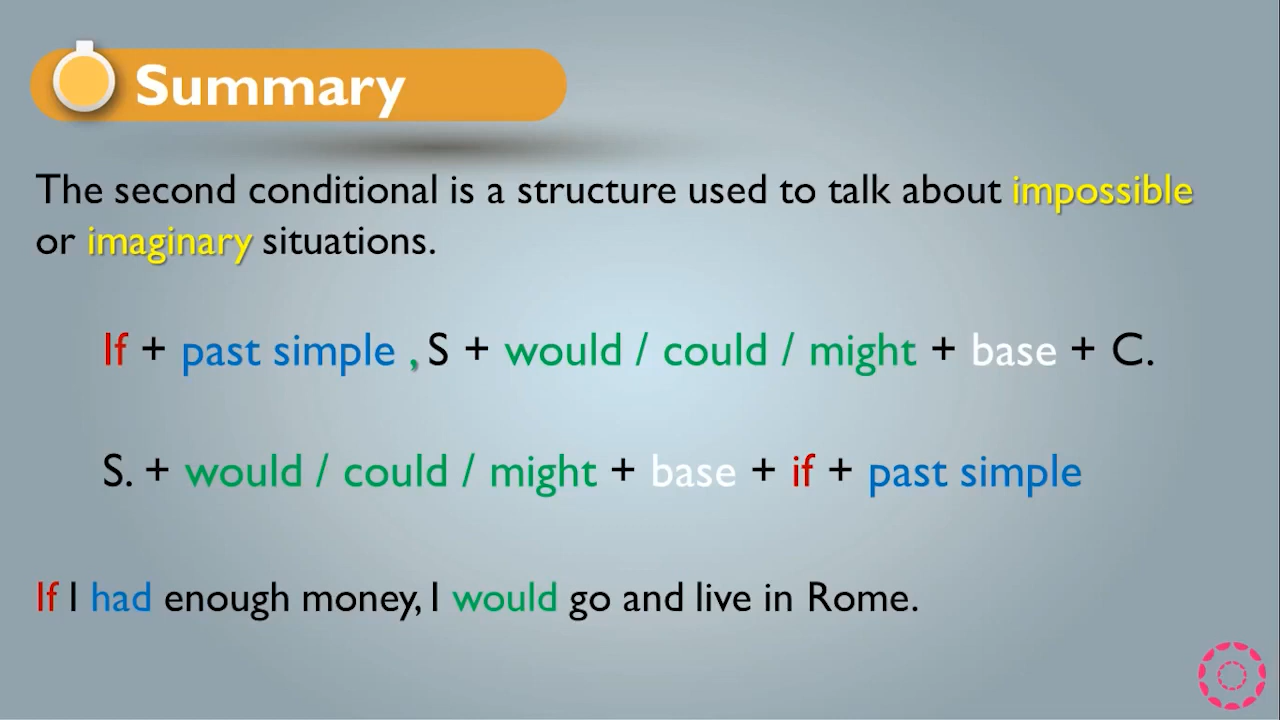 Summary
The second conditional is a structure used to talk about impossible
or imaginary situations.
If + past simple , S + would / could / might + base + C.
S. + would / could / might + base + if + past simple
If I had enough money, I would go and live in Rome.